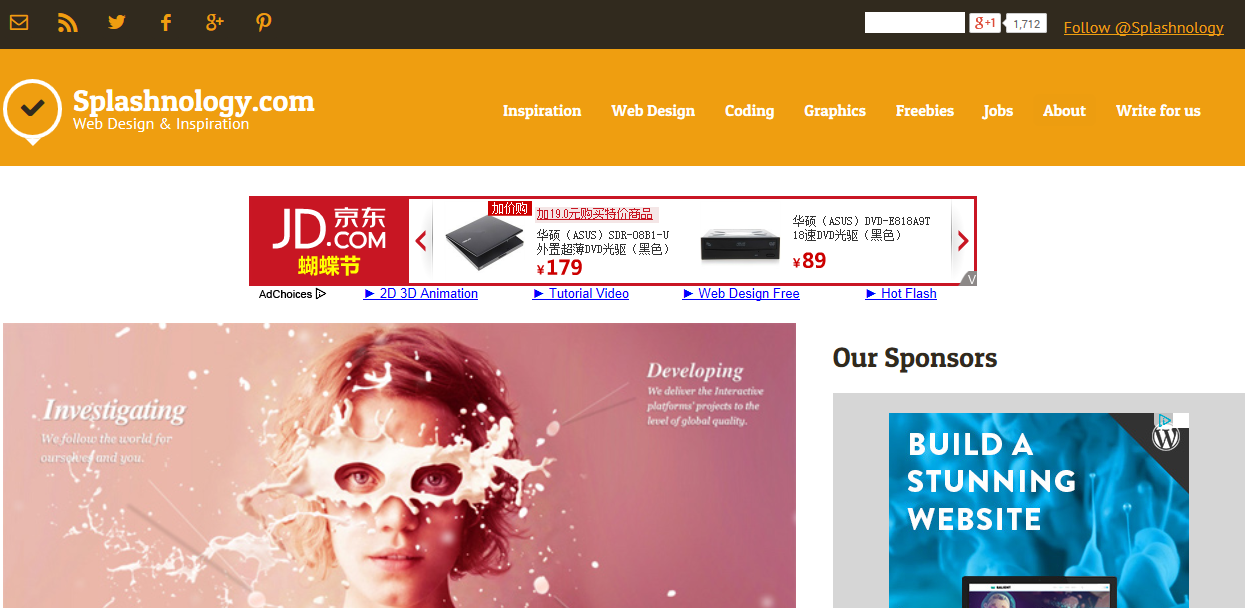 g+1 1,712 Follow @Splashnology
Splashnology.com
Web Design & Inspiration
Inspiration Web Design Coding Graphics Freebies Jobs About Write for us
JD.京东
.COM
蝴蝶节
加价购
加19.0元购买特价商品
华硕（ASUS）SDR-08B1-U
外置超薄DVD光驱（黑色）
¥179
华硕（ASUS）DVD-E818A9T
18速DVD光驱（黑色）
¥89
V
AdChoices ► 2D 3D Animation ► Tutorial Video ► Web Design Free ► Hot Flash
Investigating
We follow the world for
ourselves and you.
Developing
We deliver the Interactive
platforms' projects to the
level of global quality.
Our Sponsors
BUILD A
STUNNING
WEBSITE